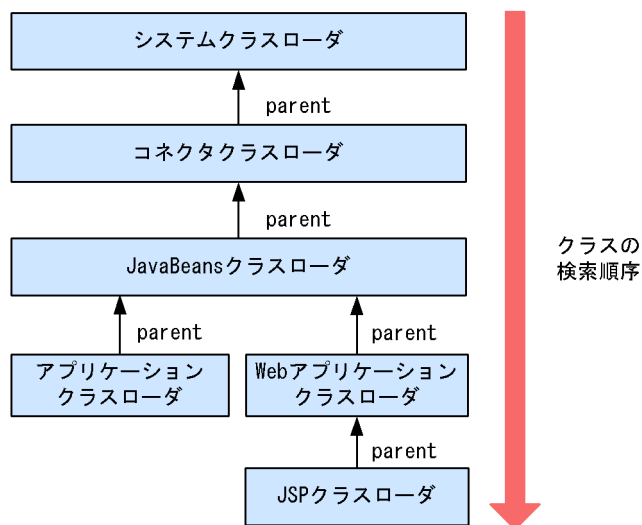 システムクラスローダ
parent
コネクタクラスローダ
parent
JavaBeansクラスローダ
クラスの
検索順序
parent
parent
アプリケーション
クラスローダ
Webアプリケーション
クラスローダ
parent
JSPクラスローダ